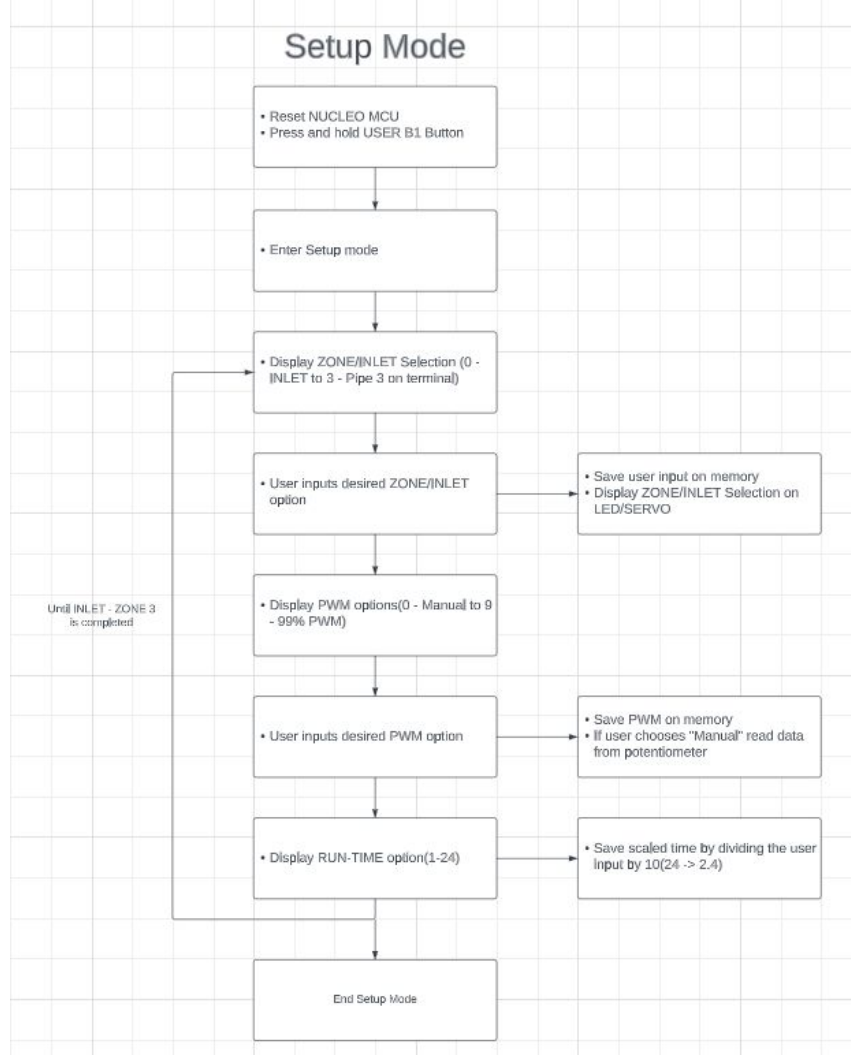 Setup Mode
• Reset NUCLEO MCU
• Press and hold USER B1 Button
• Enter Setup mode
• Display ZONE/INLET Selection (0 -
INLET to 3 - Pipe 3 on terminal)
• User inputs desired ZONE/INLET
option
• Save user input on memory
• Display ZONE/INLET Selection on
LED/SERVO
• Display PWM options(0 - Manual to 9
- 99% PWM)
Until INLET - ZONE 3
is completed
• User inputs desired PWM option
• Save PWM on memory
• If user chooses "Manual" read data
from potentiometer
• Display RUN-TIME option(1-24)
• Save scaled time by dividing the user
input by 10(24 -> 2.4)
End Setup Mode